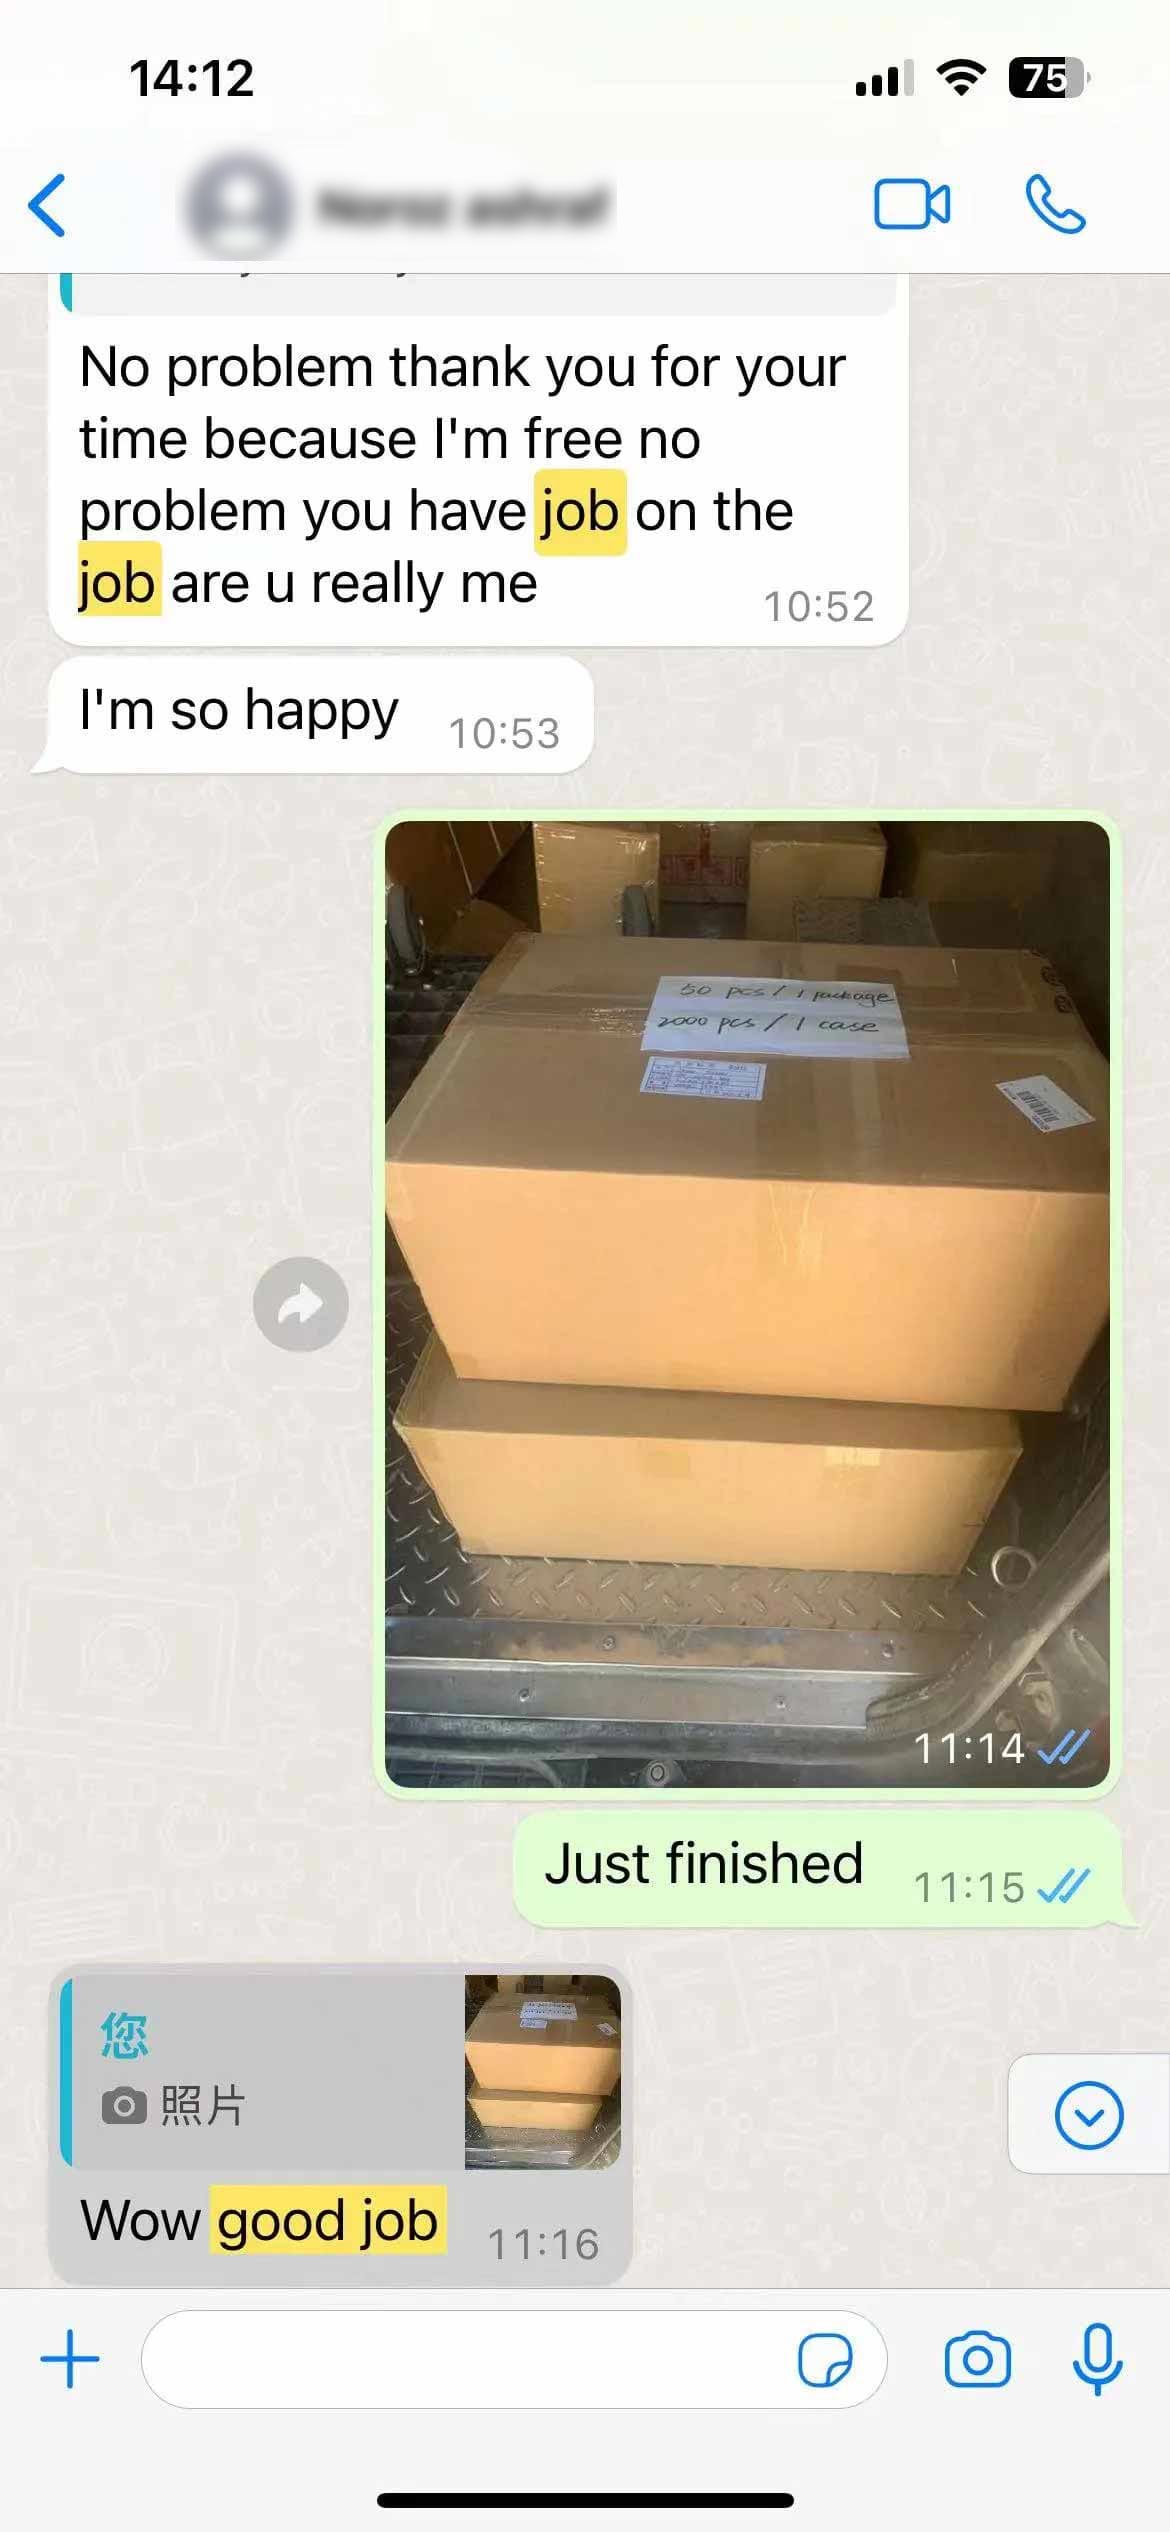 14:12
75
No problem thank you for your
time because I'm free no
problem you have job on the
job are u really me
10:52
I'm so happy
10:53
50 pcs / 1 package
2000 pcs / 1 case
11:14
Just finished
11:15
您
照片
Wow good job
11:16